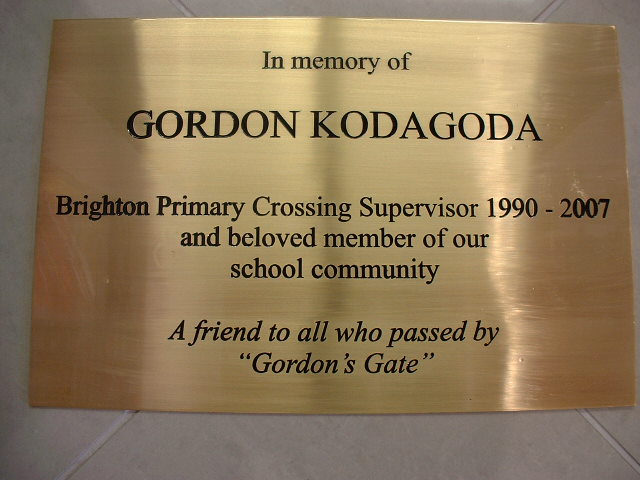 In memory of
GORDON KODAGODA
Brighton Primary Crossing Supervisor 1990 - 2007
and beloved member of our
school community
A friend to all who passed by
“Gordon’s Gate”